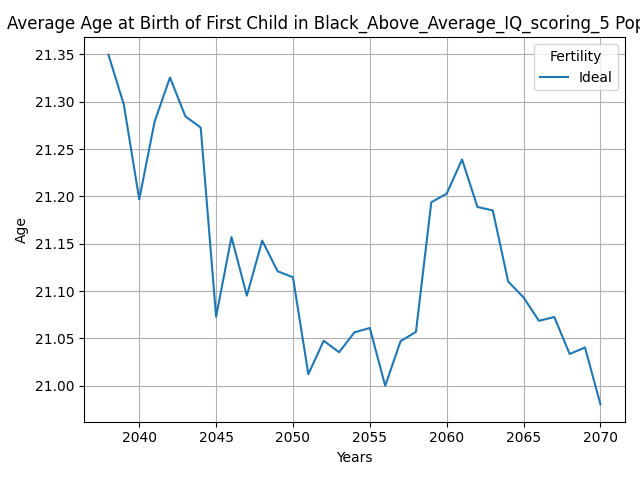 Average Age at Birth of First Child in Black_Above_Average_IQ_scoring_5 Pop
Fertility
Ideal
21.35
21.30
21.25
21.20
21.15
21.10
21.05
21.00
Age
2040 2045 2050 2055 2060 2065 2070
Years